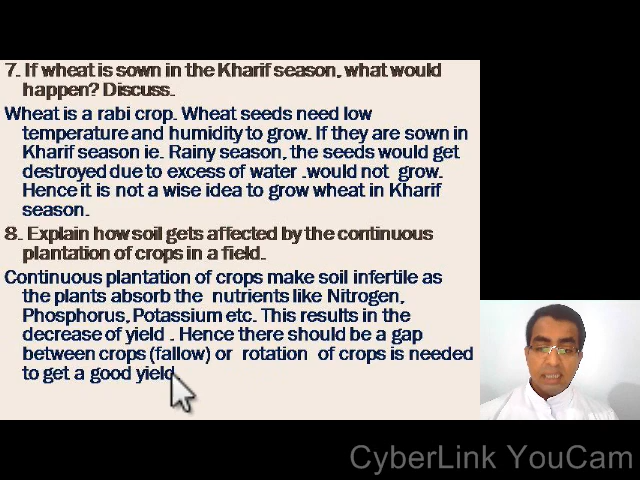 7. If wheat is sown in the Kharif season, what would
happen? Discuss.
Wheat is a rabi crop. Wheat seeds need low
temperature and humidity to grow. If they are sown in
Kharif season ie. Rainy season, the seeds would get
destroyed due to excess of water .would not grow.
Hence it is not a wise idea to grow wheat in Kharif
season.
8. Explain how soil gets affected by the continuous
plantation of crops in a field.
Continuous plantation of crops make soil infertile as
the plants absorb the nutrients like Nitrogen,
Phosphorus, Potassium etc. This results in the
decrease of yield . Hence there should be a gap
between crops (fallow) or rotation of crops is needed
to get a good yield
CyberLink YouCam